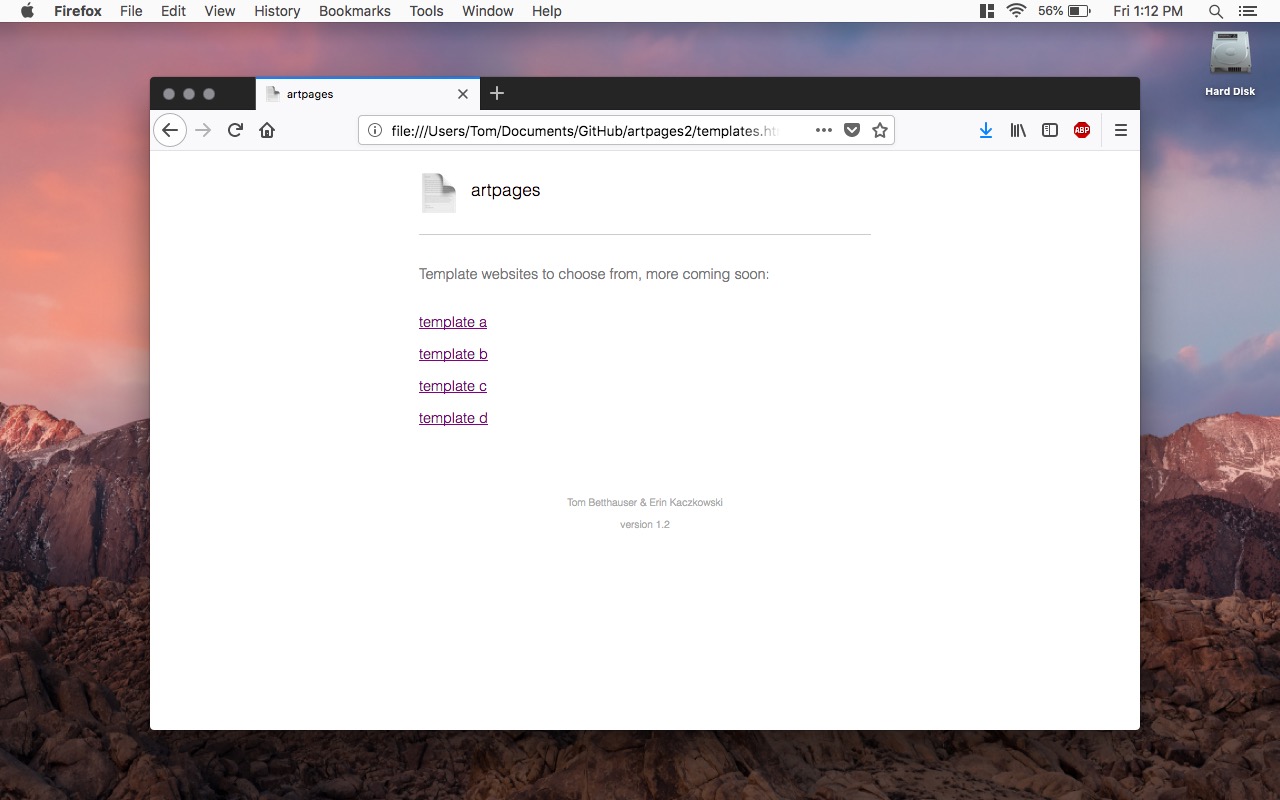 Firefox File Edit View History Bookmarks Tools Window Help 56% Fri 1:12 PM
Hard Disk
artpages
file:///Users/Tom/Documents/GitHub/artpages2/templates.ht
ABP
artpages
Template websites to choose from, more coming soon:
template a
template b
template c
template d
Tom Betthauser & Erin Kaczkowski
version 1.2